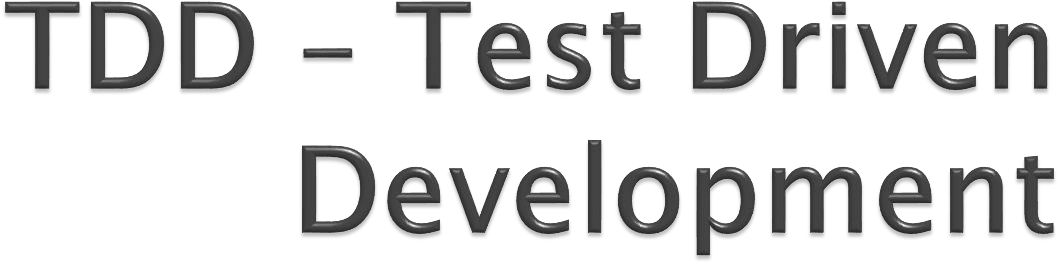 TDD – Test Driven
Development